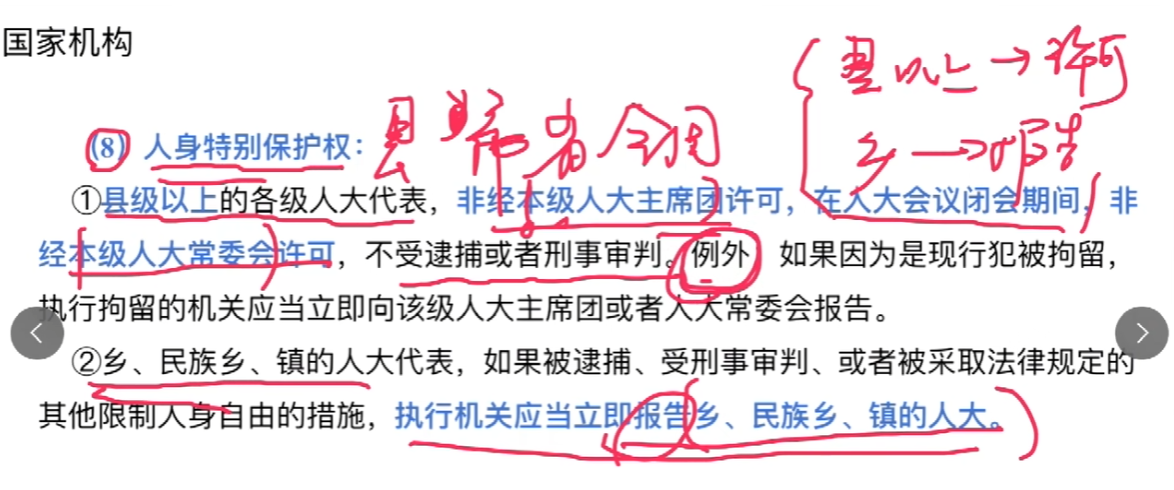 国家机构
县以上→许可
县 市 省 全国
乡→报告
(8) 人身特别保护权：
①县级以上的各级人大代表，非经本级人大主席团许可，在人大会议闭会期间，非
经本级人大常委会许可，不受逮捕或者刑事审判。例外：如果因为是现行犯被拘留，
执行拘留的机关应当立即向该级人大主席团或者人大常委会报告。
②乡、民族乡、镇的人大代表，如果被逮捕、受刑事审判、或者被采取法律规定的
其他限制人身自由的措施，执行机关应当立即报告乡、民族乡、镇的人大。